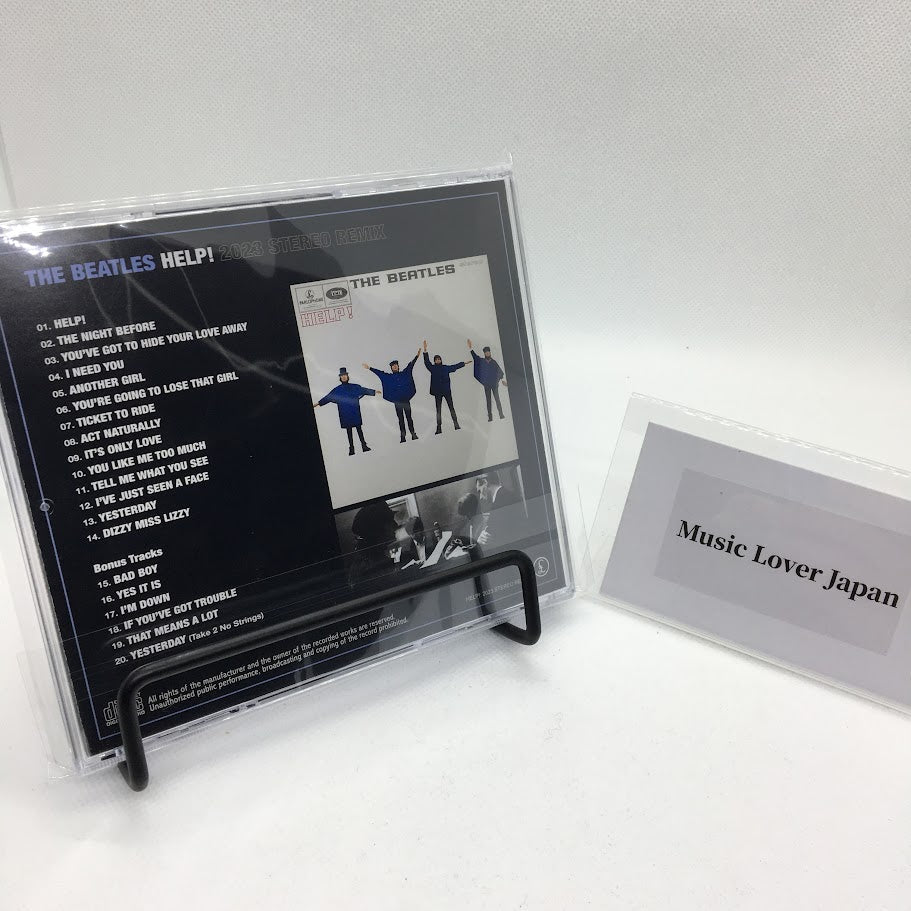 THE BEATLES HELP! 2023 STEREO REMIX
01. HELP!
02. THE NIGHT BEFORE
03. YOU'VE GOT TO HIDE YOUR LOVE AWAY
04. I NEED YOU
05. ANOTHER GIRL
06. YOU'RE GOING TO LOSE THAT GIRL
07. TICKET TO RIDE
08. ACT NATURALLY
09. IT'S ONLY LOVE
10. YOU LIKE ME TOO MUCH
11. TELL ME WHAT YOU SEE
12. I'VE JUST SEEN A FACE
13. YESTERDAY
14. DIZZY MISS LIZZY
Bonus Tracks
15. BAD BOY
16. YES IT IS
17. I'M DOWN
18. IF YOU'VE GOT TROUBLE
19. THAT MEANS A LOT
20. YESTERDAY (Take 2 No Strings)
All rights of the manufacturer and the owner of the recorded works are reserved.
Unauthorized public performance, broadcasting and copying of the record prohibited.
THE BEATLES
PARLOPHONE
HELP!
HELP! 2023 STEREO
Music Lover Japan